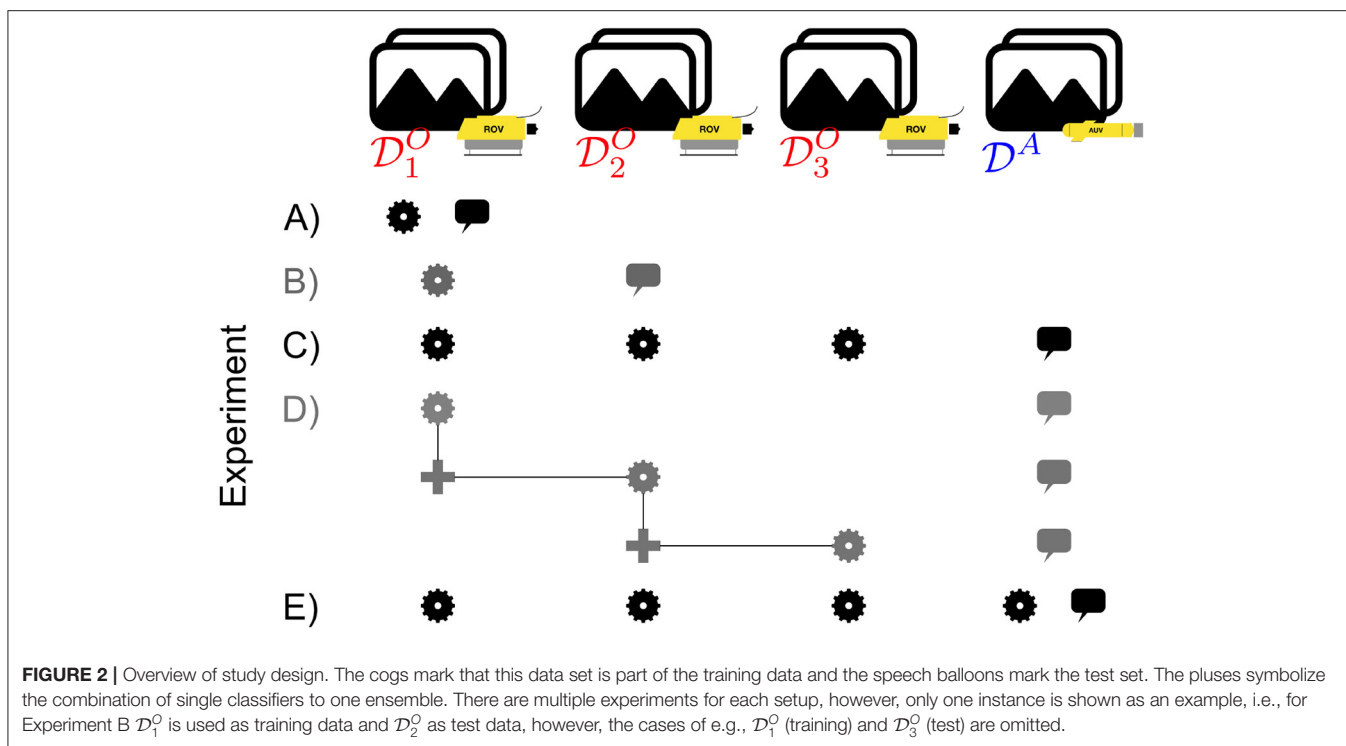 ROV ROV ROV AUV
𝒟₁ᴼ 𝒟₂ᴼ 𝒟₃ᴼ 𝒟ᴬ
A)
B)
C)
D)
E)
Experiment
FIGURE 2 | Overview of study design. The cogs mark that this data set is part of the training data and the speech balloons mark the test set. The pluses symbolize
the combination of single classifiers to one ensemble. There are multiple experiments for each setup, however, only one instance is shown as an example, i.e., for
Experiment B 𝒟₁ᴼ is used as training data and 𝒟₂ᴼ as test data, however, the cases of e.g., 𝒟₁ᴼ (training) and 𝒟₃ᴼ (test) are omitted.